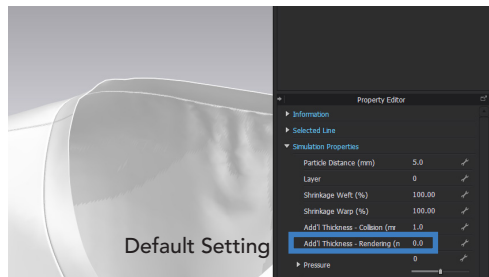 Property Editor
Information
Selected Line
Simulation Properties
Particle Distance (mm) 5.0
Layer 0
Shrinkage Weft (%) 100.00
Shrinkage Warp (%) 100.00
Add'l Thickness - Collision (mr 1.0
Add'l Thickness - Rendering (n 0.0
Pressure 0
Default Setting